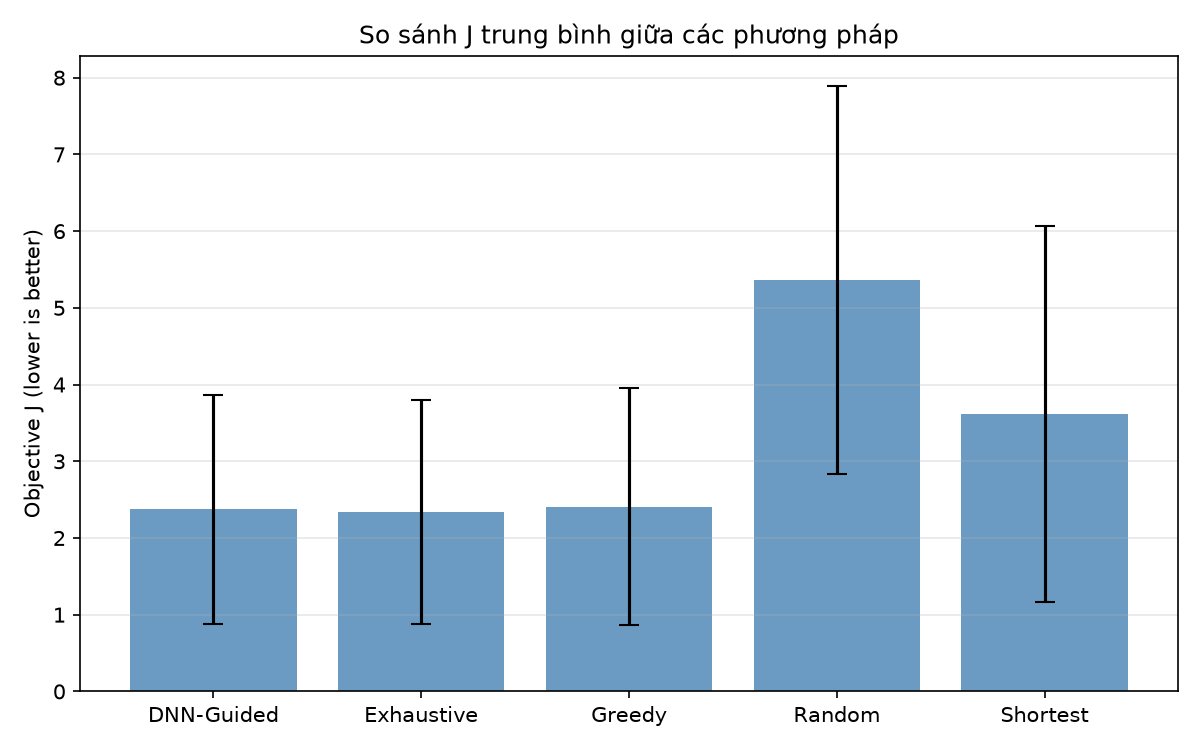 So sánh J trung bình giữa các phương pháp
Objective J (lower is better)
8
7
6
5
4
3
2
1
0
DNN-Guided
Exhaustive
Greedy
Random
Shortest